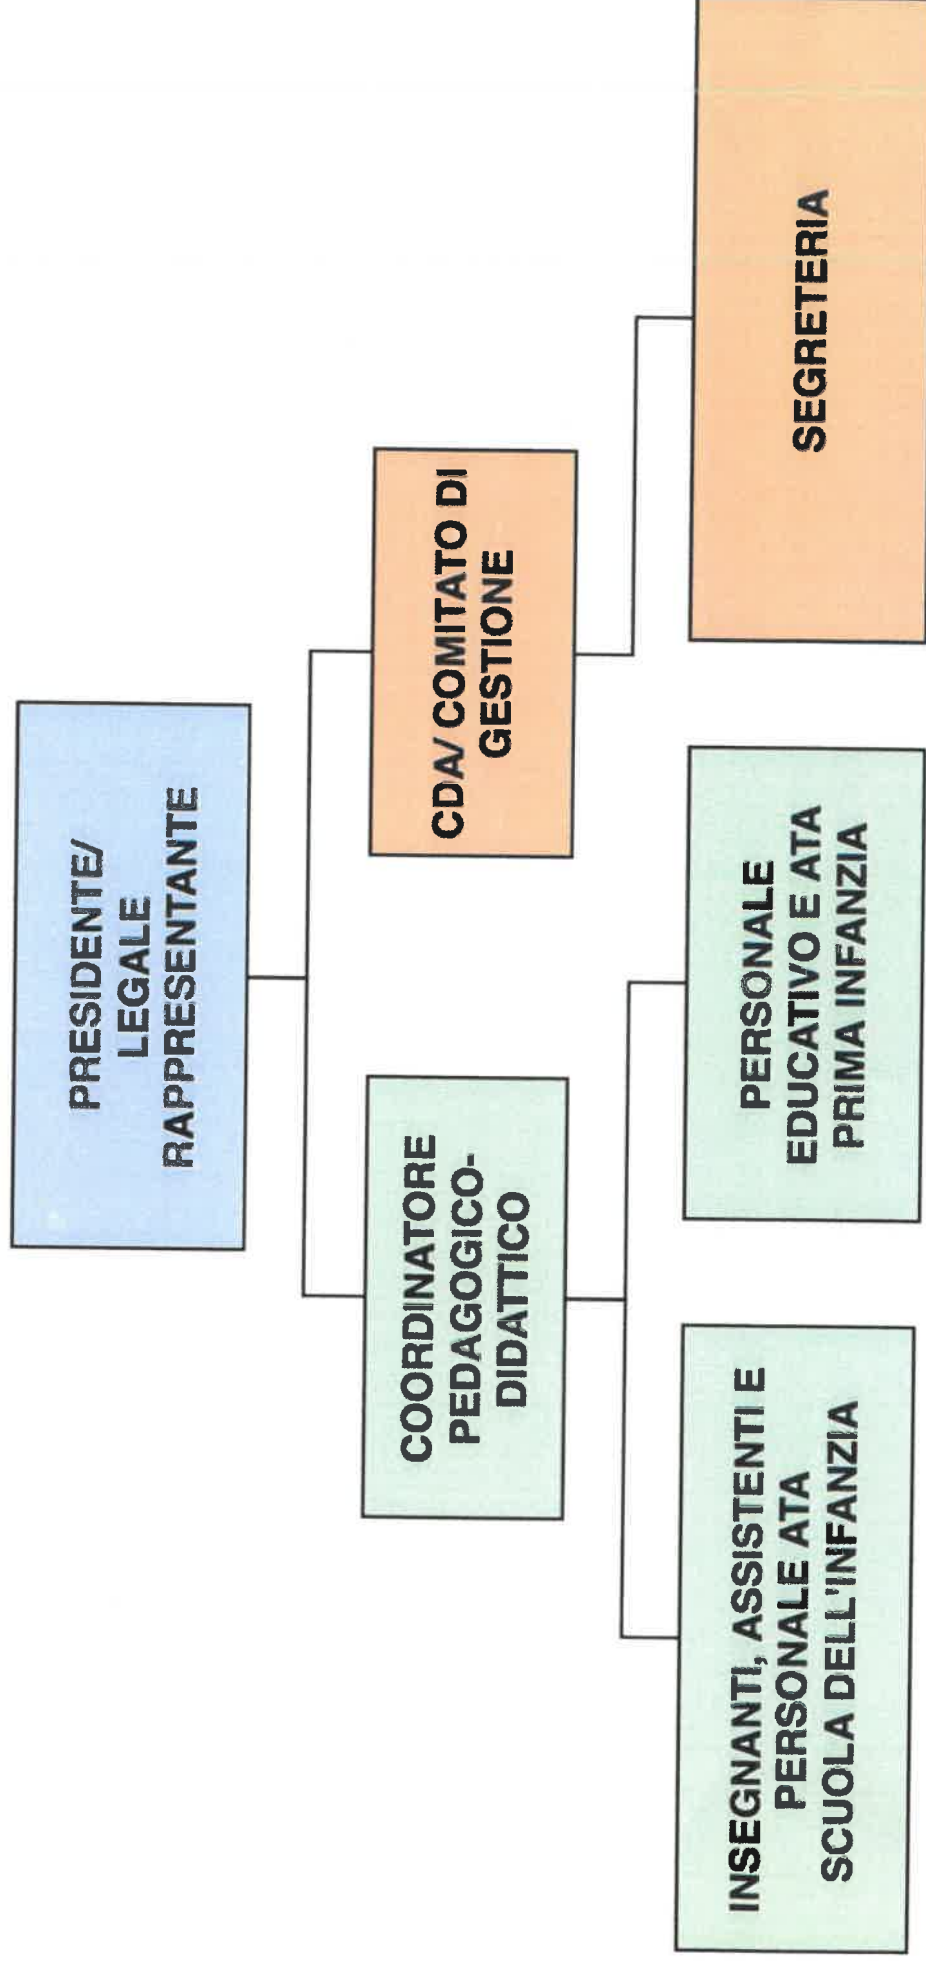 PRESIDENTE/
LEGALE
RAPPRESENTANTE
COORDINATORE
PEDAGOGICO-
DIDATTICO
CDA/ COMITATO DI
GESTIONE
INSEGNANTI, ASSISTENTI E
PERSONALE ATA
SCUOLA DELL'INFANZIA
PERSONALE
EDUCATIVO E ATA
PRIMA INFANZIA
SEGRETERIA